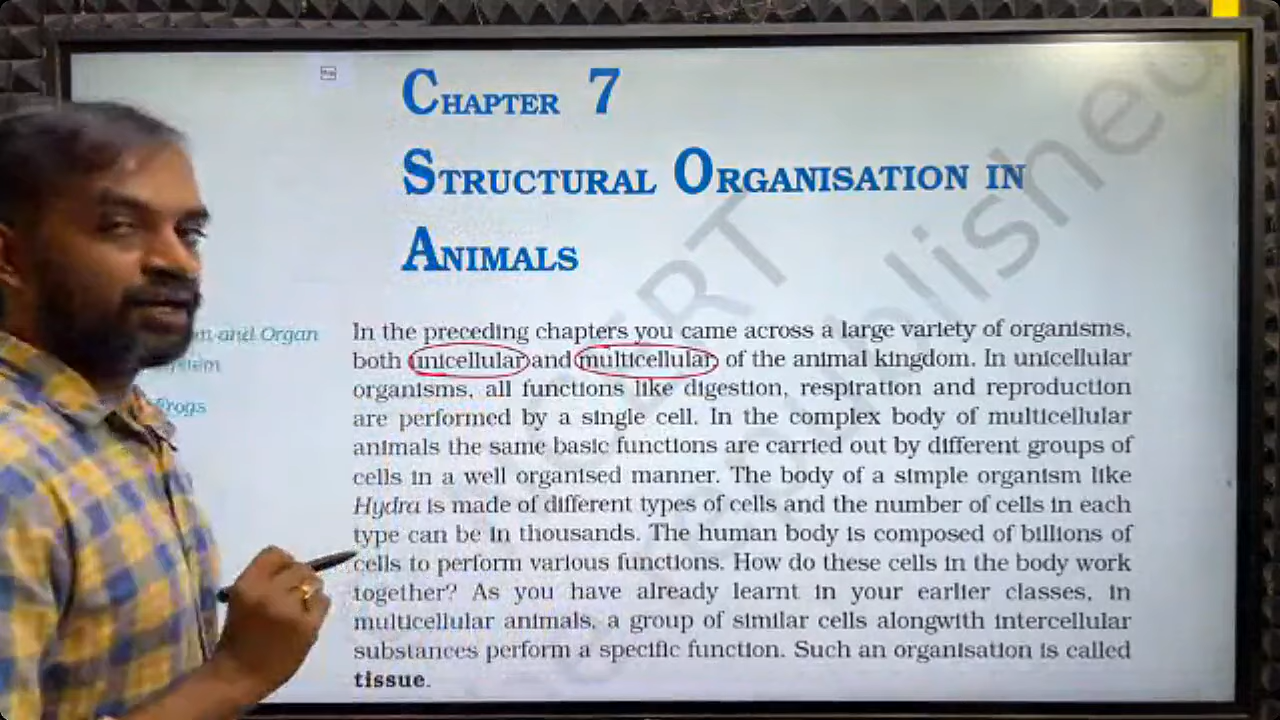 CHAPTER 7
STRUCTURAL ORGANISATION IN
ANIMALS
and Organ
Frogs
In the preceding chapters you came across a large variety of organisms,
both unicellular and multicellular of the animal kingdom. In unicellular
organisms, all functions like digestion, respiration and reproduction
are performed by a single cell. In the complex body of multicellular
animals the same basic functions are carried out by different groups of
cells in a well organised manner. The body of a simple organism like
Hydra is made of different types of cells and the number of cells in each
type can be in thousands. The human body is composed of billions of
cells to perform various functions. How do these cells in the body work
together? As you have already learnt in your earlier classes, in
multicellular animals, a group of similar cells alongwith intercellular
substances perform a specific function. Such an organisation is called
tissue.